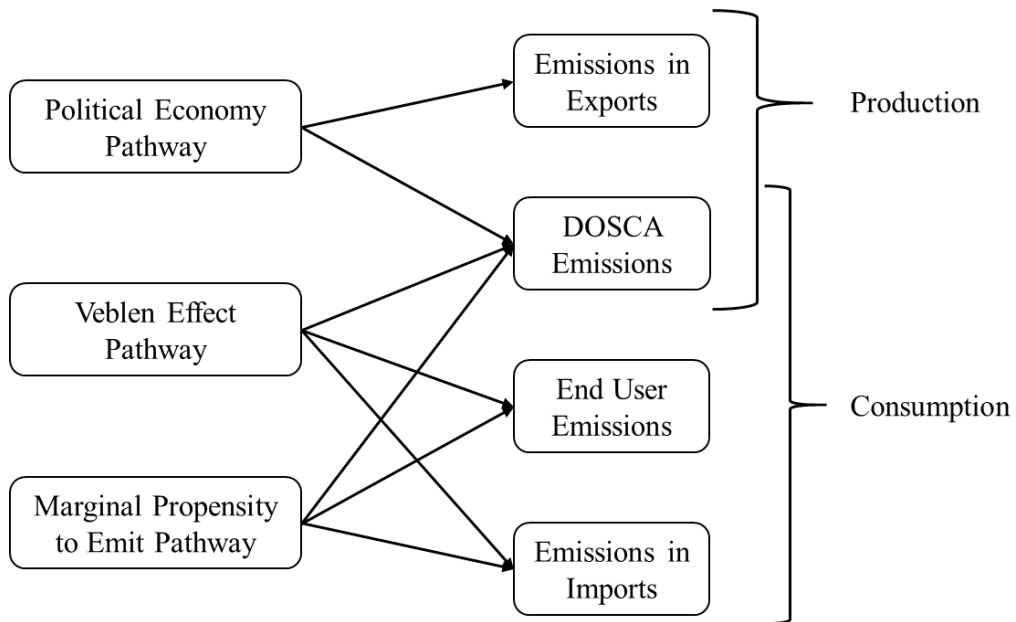 Political Economy
Pathway
Veblen Effect
Pathway
Marginal Propensity
to Emit Pathway
Emissions in
Exports
DOSCA
Emissions
End User
Emissions
Emissions in
Imports
Production
Consumption